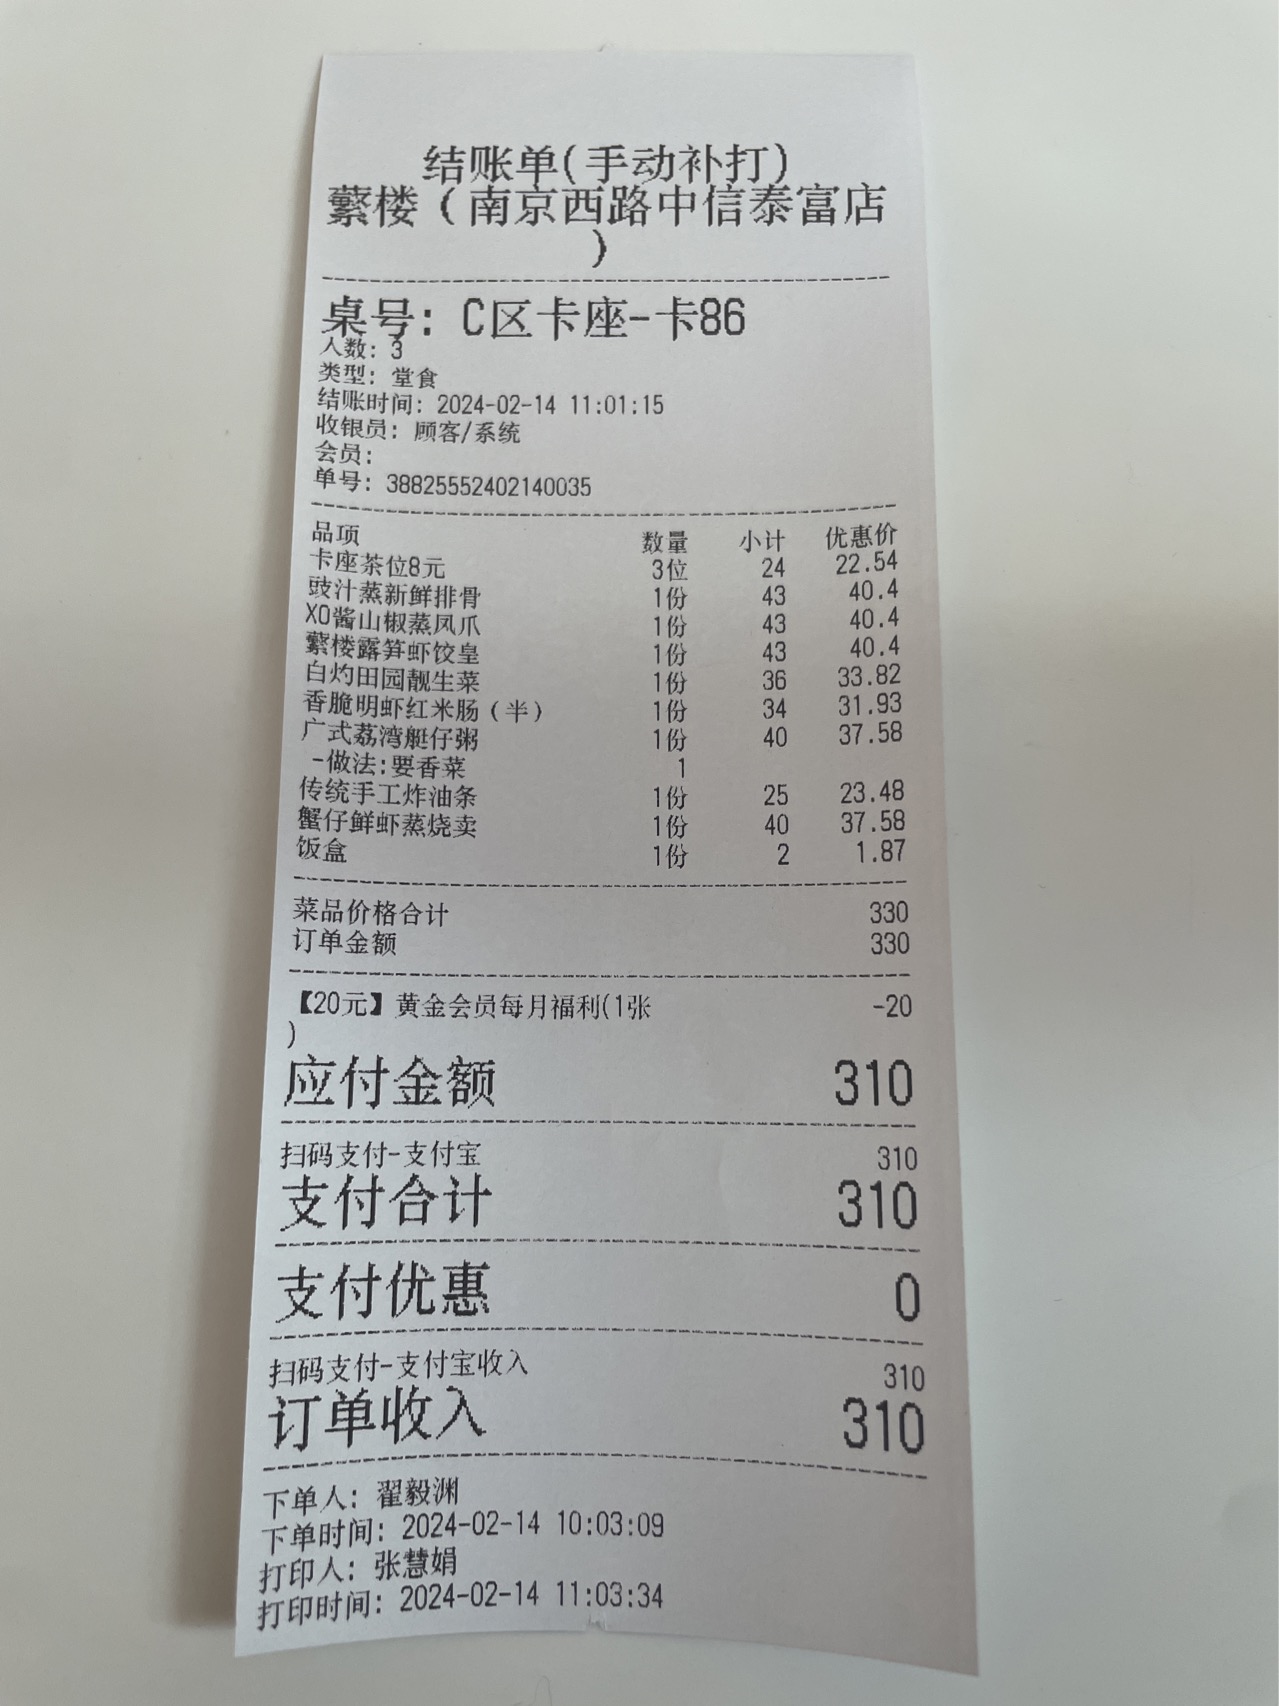 结账单(手动补打)
蘩楼（南京西路中信泰富店
）
桌号: C区卡座-卡86
人数: 3
类型: 堂食
结账时间: 2024-02-14 11:01:15
收银员: 顾客/系统
会员:
单号: 38825552402140035
品项 数量 小计 优惠价
卡座茶位8元 3位 24 22.54
豉汁蒸新鲜排骨 1份 43 40.4
XO酱山椒蒸凤爪 1份 43 40.4
蘩楼露笋虾饺皇 1份 43 40.4
白灼田园靓生菜 1份 36 33.82
香脆明虾红米肠（半） 1份 34 31.93
广式荔湾艇仔粥 1份 40 37.58
-做法:要香菜 1
传统手工炸油条 1份 25 23.48
蟹仔鲜虾蒸烧卖 1份 40 37.58
饭盒 1份 2 1.87
菜品价格合计 330
订单金额 330
【20元】黄金会员每月福利(1张 -20
)
应付金额 310
扫码支付-支付宝 310
支付合计 310
支付优惠 0
扫码支付-支付宝收入 310
订单收入 310
下单人: 翟毅渊
下单时间: 2024-02-14 10:03:09
打印人: 张慧娟
打印时间: 2024-02-14 11:03:34